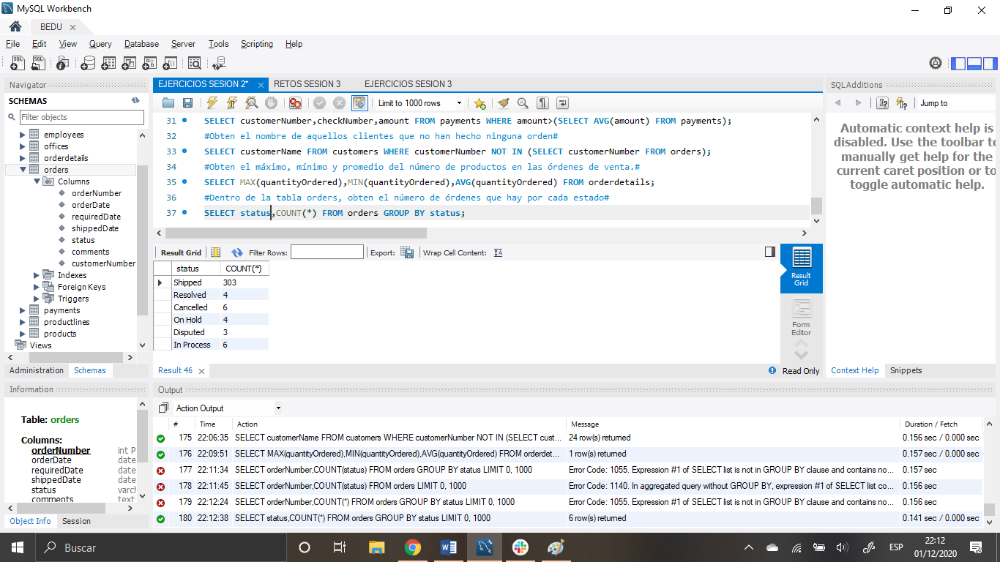 MySQL Workbench
BEDU
File Edit View Query Database Server Tools Scripting Help
Navigator
SCHEMAS
Filter objects
employees
offices
orderdetails
orders
Columns
orderNumber
orderDate
requiredDate
shippedDate
status
comments
customerNumber
Indexes
Foreign Keys
Triggers
payments
productlines
products
Views
Administration Schemas
Information
Table: orders
Columns:
orderNumber int P
orderDate date
requiredDate date
shippedDate date
status varc
comments text
Object Info Session
EJERCICIOS SESION 2* RETOS SESION 3 EJERCICIOS SESION 3
Limit to 1000 rows
31 SELECT customerNumber,checkNumber,amount FROM payments WHERE amount>(SELECT AVG(amount) FROM payments);
32 #Obten el nombre de aquellos clientes que no han hecho ninguna orden#
33 SELECT customerName FROM customers WHERE customerNumber NOT IN (SELECT customerNumber FROM orders);
34 #Obten el máximo, mínimo y promedio del número de productos en las órdenes de venta.#
35 SELECT MAX(quantityOrdered),MIN(quantityOrdered),AVG(quantityOrdered) FROM orderdetails;
36 #Dentro de la tabla orders, obten el número de órdenes que hay por cada estado#
37 SELECT status,COUNT(*) FROM orders GROUP BY status;
Result Grid Filter Rows: Export: Wrap Cell Content:
status COUNT(*)
Shipped 303
Resolved 4
Cancelled 6
On Hold 4
Disputed 3
In Process 6
Result
Grid
Form
Editor
Result 46
Read Only
SQLAdditions
Jump to
Automatic context help is
disabled. Use the toolbar to
manually get help for the
current caret position or to
toggle automatic help.
Context Help Snippets
Output
Action Output
# Time Action Message Duration / Fetch
175 22:06:35 SELECT customerName FROM customers WHERE customerNumber NOT IN (SELECT cust... 24 row(s) returned 0.156 sec / 0.000 sec
176 22:09:51 SELECT MAX(quantityOrdered),MIN(quantityOrdered),AVG(quantityOrdered) FROM orderdet... 1 row(s) returned 0.157 sec / 0.000 sec
177 22:11:34 SELECT orderNumber,COUNT(status) FROM orders GROUP BY status LIMIT 0, 1000 Error Code: 1055. Expression #1 of SELECT list is not in GROUP BY clause and contains no... 0.157 sec
178 22:11:45 SELECT orderNumber,COUNT(status) FROM orders LIMIT 0, 1000 Error Code: 1140. In aggregated query without GROUP BY, expression #1 of SELECT list co... 0.156 sec
179 22:12:24 SELECT orderNumber,COUNT(*) FROM orders GROUP BY status LIMIT 0, 1000 Error Code: 1055. Expression #1 of SELECT list is not in GROUP BY clause and contains no... 0.156 sec
180 22:12:38 SELECT status,COUNT(*) FROM orders GROUP BY status LIMIT 0, 1000 6 row(s) returned 0.141 sec / 0.000 sec
Buscar
ESP
22:12
01/12/2020